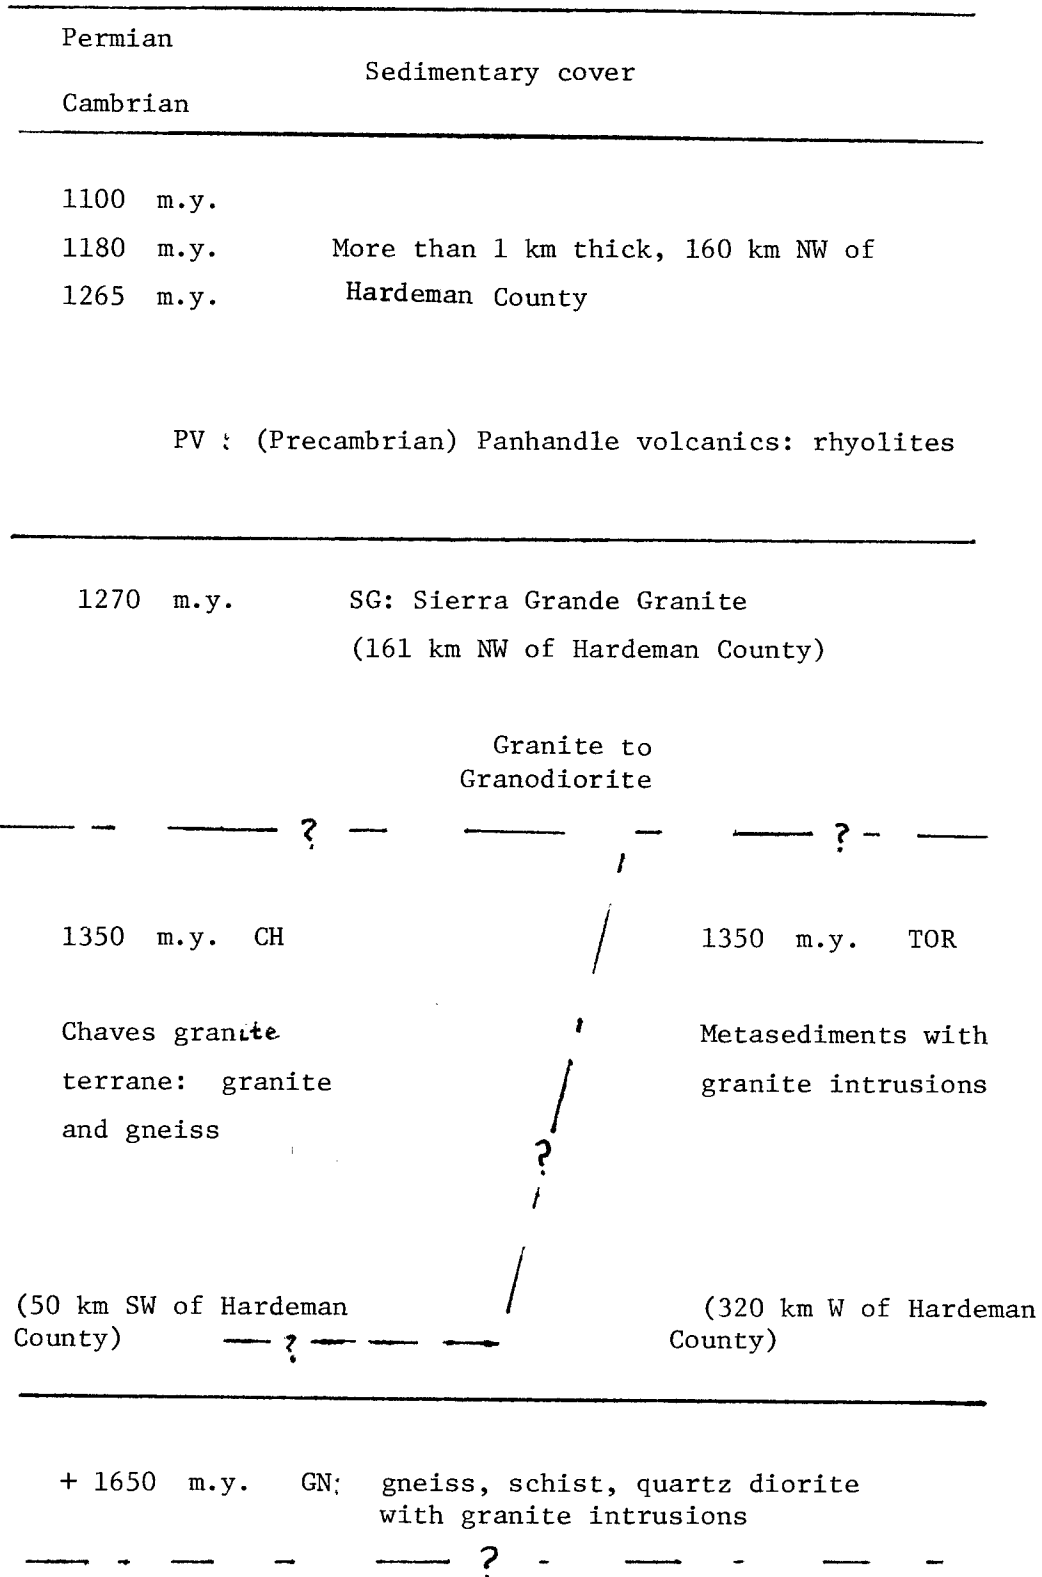 Permian
Sedimentary cover
Cambrian
1100 m.y.
1180 m.y. More than 1 km thick, 160 km NW of
1265 m.y. Hardeman County
PV : (Precambrian) Panhandle volcanics: rhyolites
1270 m.y. SG: Sierra Grande Granite
(161 km NW of Hardeman County)
Granite to
Granodiorite
? ?
1350 m.y. CH
Chaves granite
terrane: granite
and gneiss
(50 km SW of Hardeman
County)
?
?
1350 m.y. TOR
Metasediments with
granite intrusions
(320 km W of Hardeman
County)
+ 1650 m.y. GN: gneiss, schist, quartz diorite
with granite intrusions
?